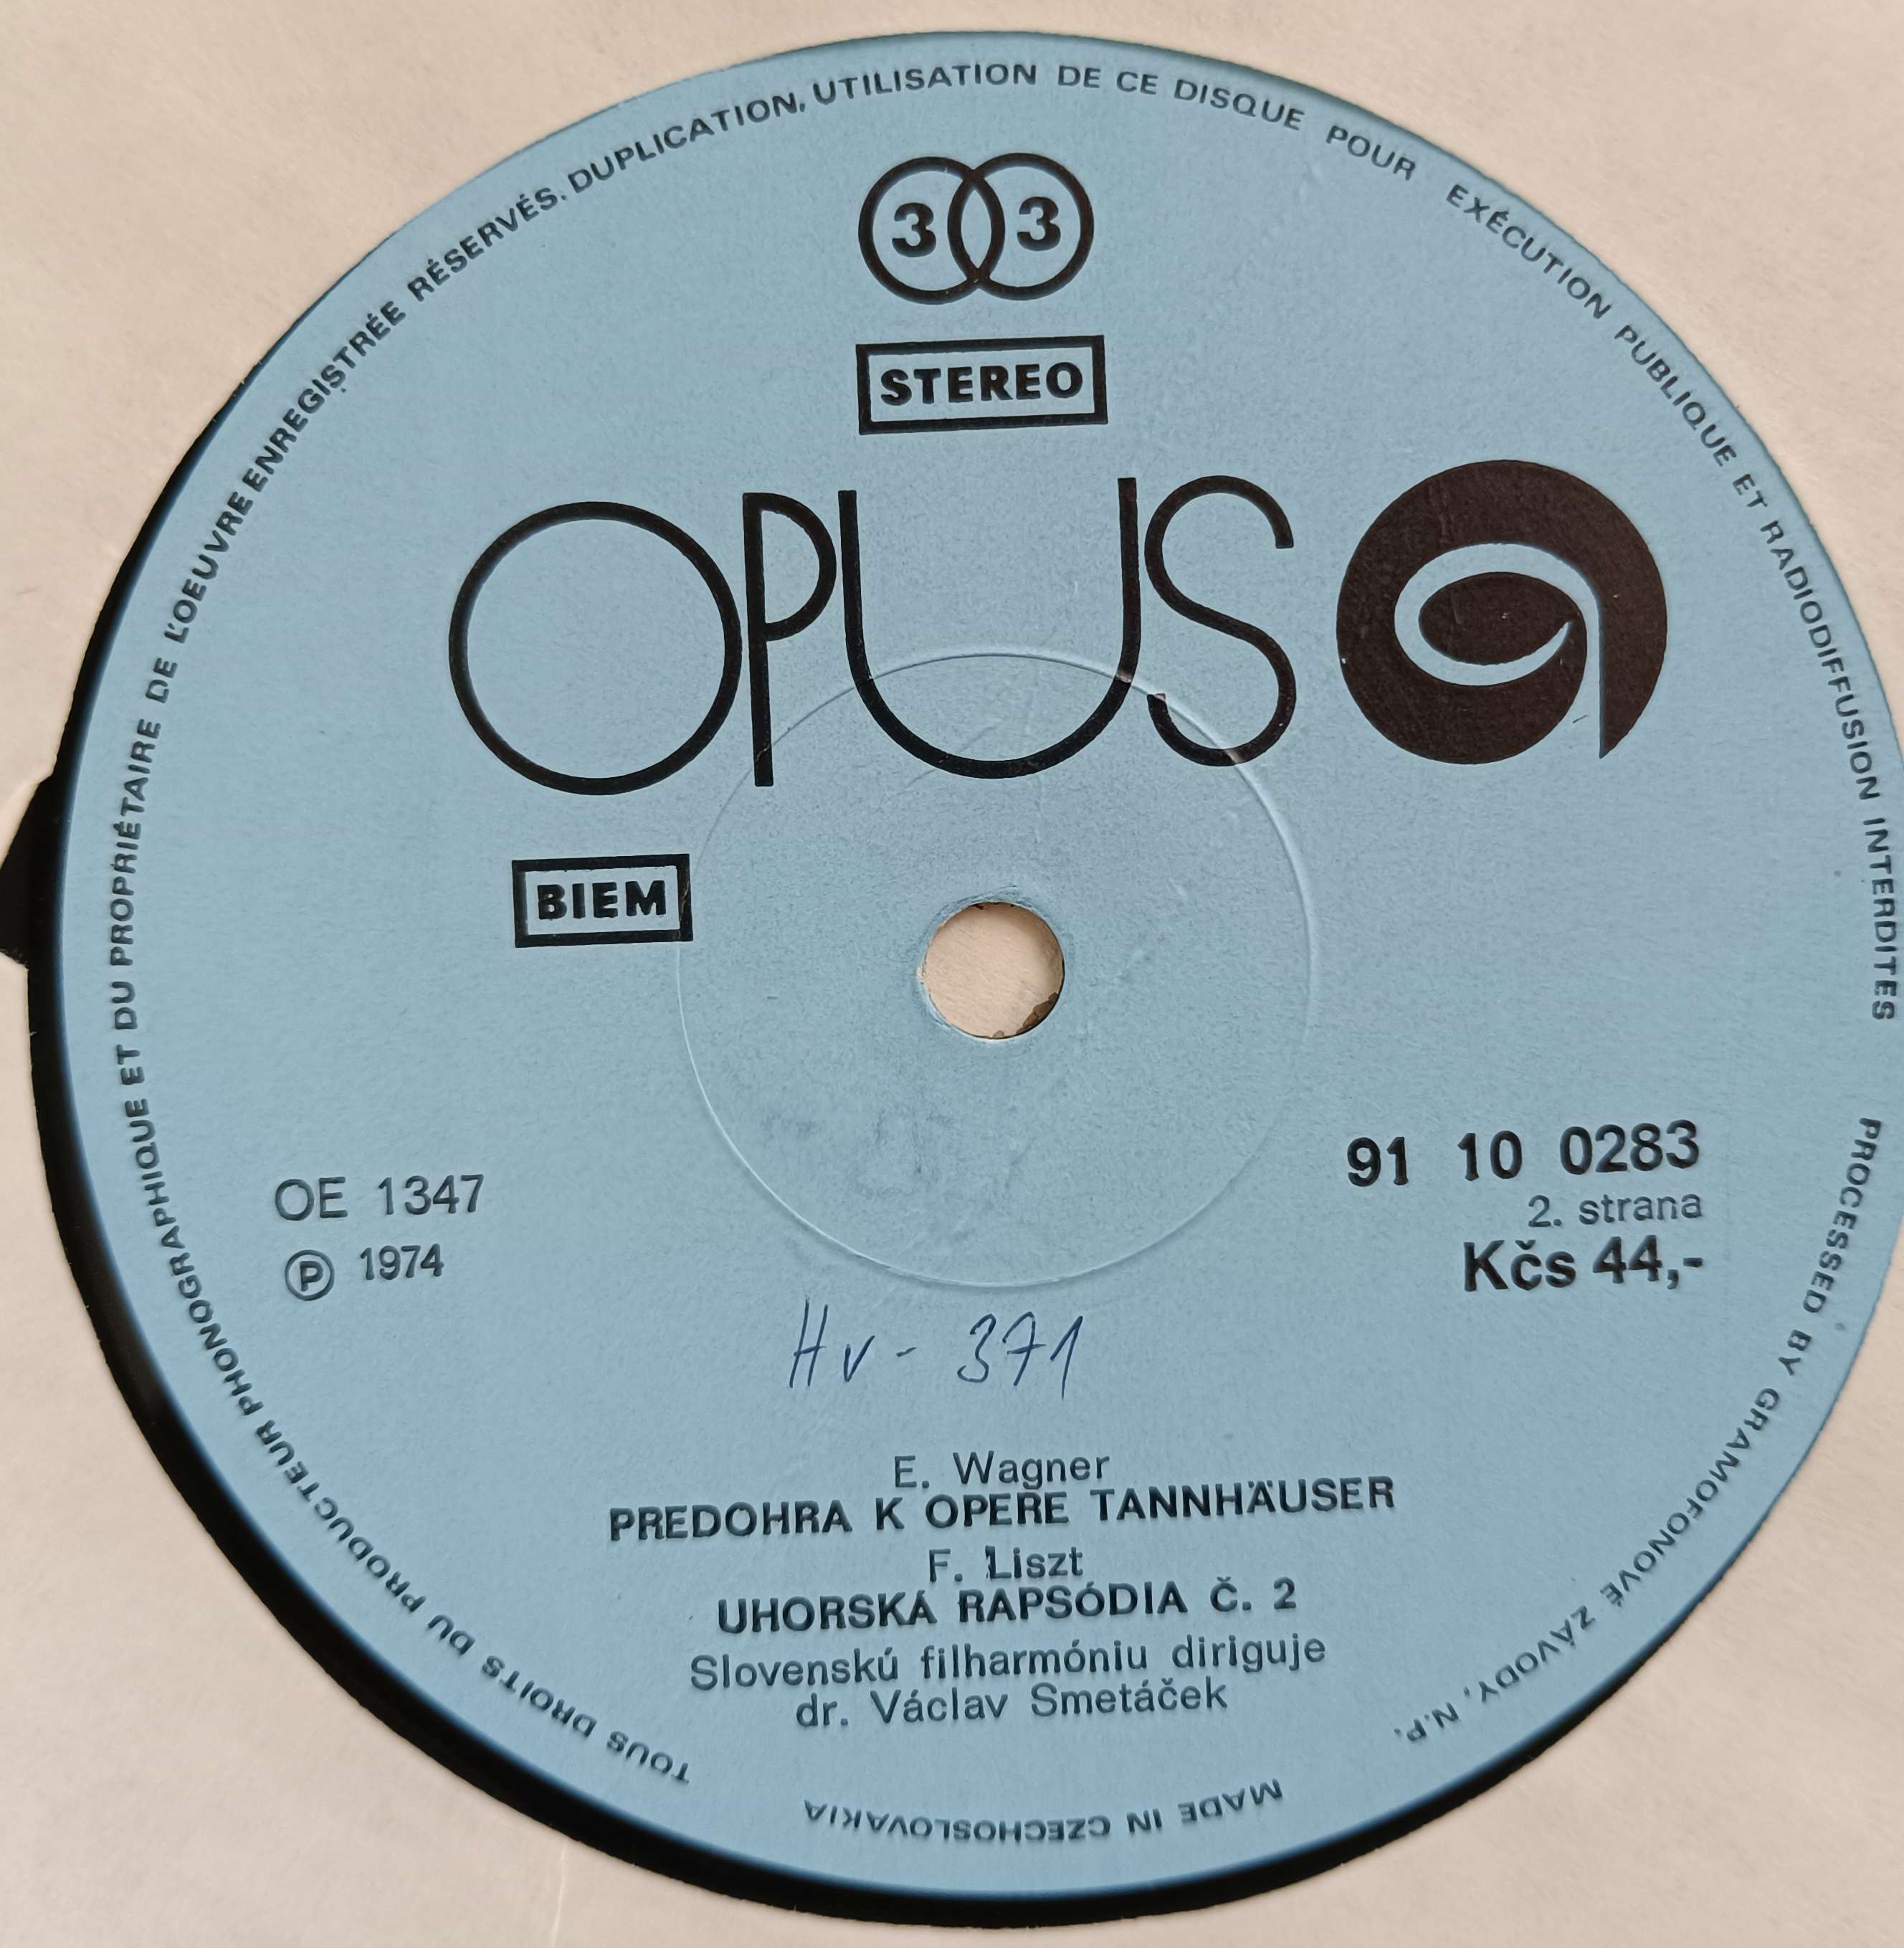 TOUS DROITS DU PRODUCTEUR PHONOGRAPHIQUE ET DU PROPRIÉTAIRE DE L'OEUVRE ENREGISTRÉE RÉSERVÉS. DUPLICATION, UTILISATION DE CE DISQUE POUR EXÉCUTION PUBLIQUE ET RADIODIFFUSION INTERDITES
PROCESSED BY GRAMOFONOVÉ ZÁVODY, N.P.
MADE IN CZECHOSLOVAKIA
33
STEREO
OPUS
BIEM
OE 1347
℗ 1974
91 10 0283
2. strana
Kčs 44,-
Hv - 371
E. Wagner
PREDOHRA K OPERE TANNHÄUSER
F. Liszt
UHORSKÁ RAPSÓDIA Č. 2
Slovenskú filharmóniu diriguje
dr. Václav Smetáček